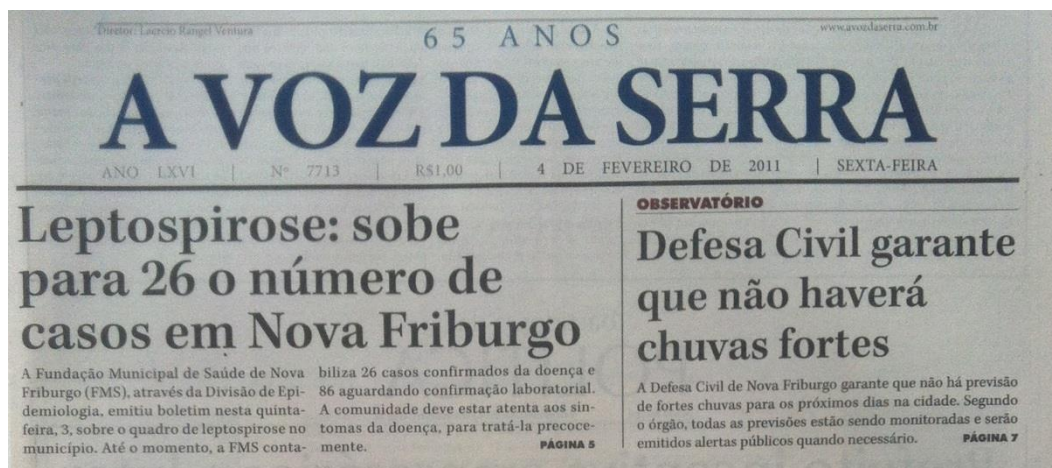 Diretor: Laercio Rangel Ventura
65 ANOS
www.avozdaserra.com.br
A VOZ DA SERRA
ANO LXVI | Nº 7713 | R$1,00 | 4 DE FEVEREIRO DE 2011 | SEXTA-FEIRA
Leptospirose: sobe
para 26 o número de
casos em Nova Friburgo
A Fundação Municipal de Saúde de Nova
Friburgo (FMS), através da Divisão de Epi-
demiologia, emitiu boletim nesta quinta-
feira, 3, sobre o quadro de leptospirose no
município. Até o momento, a FMS conta-
biliza 26 casos confirmados da doença e
86 aguardando confirmação laboratorial.
A comunidade deve estar atenta aos sin-
tomas da doença, para tratá-la precoce-
mente. PÁGINA 5
OBSERVATÓRIO
Defesa Civil garante
que não haverá
chuvas fortes
A Defesa Civil de Nova Friburgo garante que não há previsão
de fortes chuvas para os próximos dias na cidade. Segundo
o órgão, todas as previsões estão sendo monitoradas e serão
emitidos alertas públicos quando necessário. PÁGINA 7